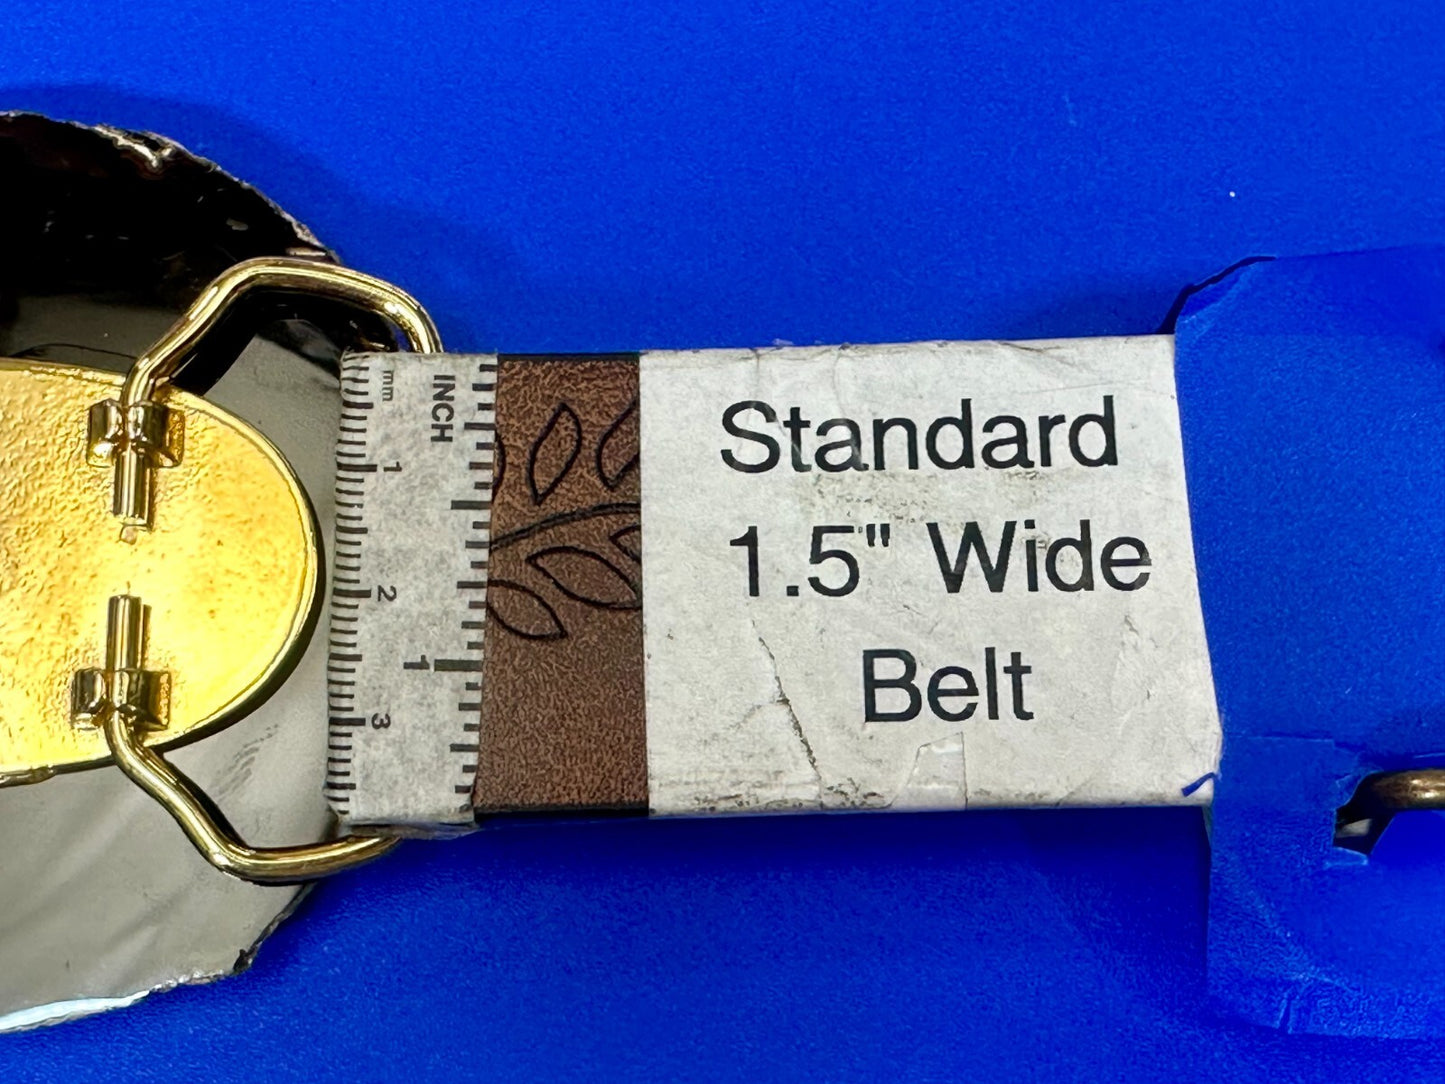 mm
INCH
1
2
1
3
Standard
1.5" Wide
Belt